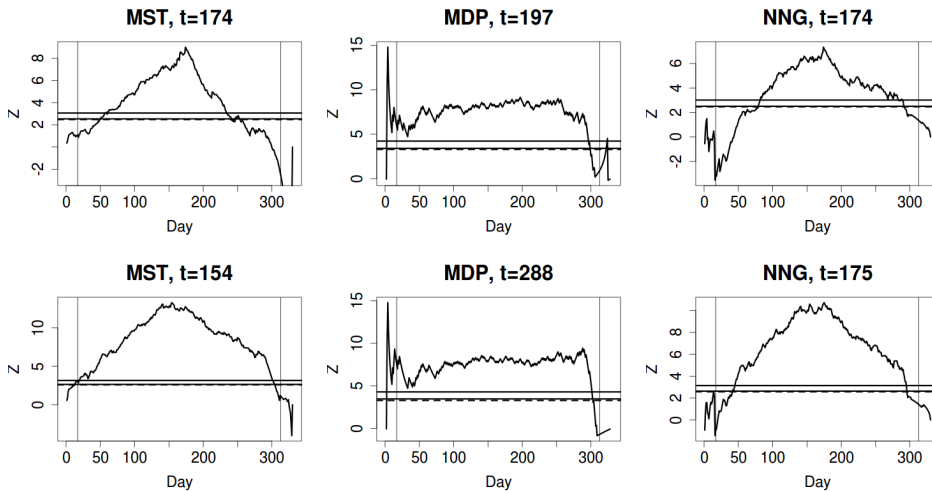 MST, t=174
Z
-2 2 4 6 8
0 50 100 200 300
Day
MDP, t=197
Z
0 5 10 15
0 50 100 200 300
Day
NNG, t=174
Z
-2 0 2 4 6
0 50 100 200 300
Day
MST, t=154
Z
0 5 10
0 50 100 200 300
Day
MDP, t=288
Z
0 5 10 15
0 50 100 200 300
Day
NNG, t=175
Z
0 2 4 6 8
0 50 100 200 300
Day